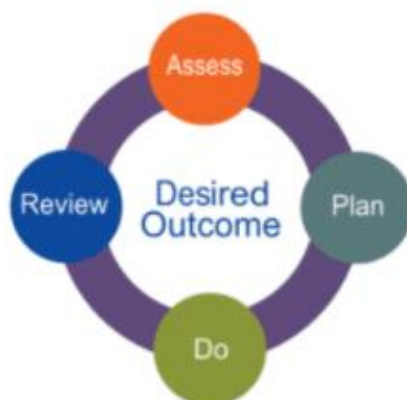 Assess
Review
Desired
Outcome
Plan
Do